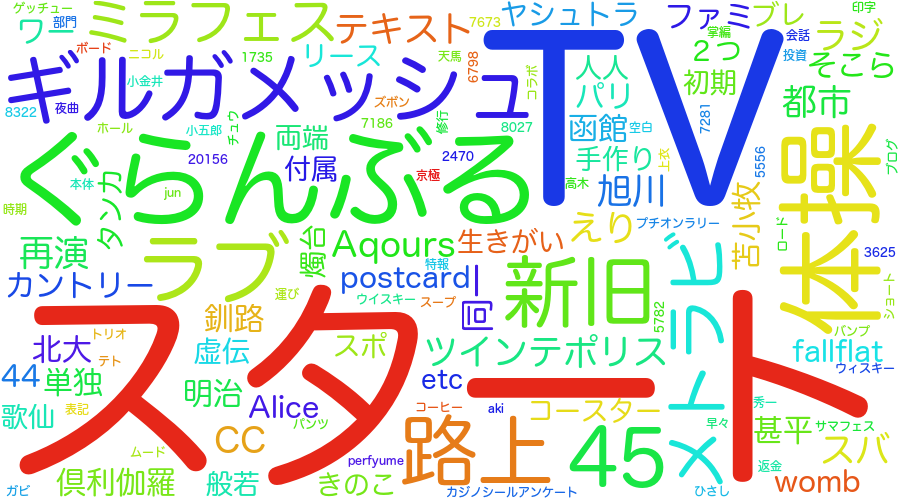 ゲッチュー
部門
ミラフェス
テキスト
7673
ヤシュトラ
ファミ
ブレ
印字
ワー
ボード
ニコル
1735
リース
天馬
6798
TV
人人
掌編
2つ
会話
投資
ラジ
ギルガメッシュ
小金井
コラボ
パリ
初期
そこら
8322
夜曲
ズボン
都市
ホール
小五郎
チュウ
7186
修行
8027
函館
空白
7281
両端
20156
2470
京極
手作り
上衣
5556
体操
ブログ
ぐらんぶる
付属
本体
jun
高木
旭川
時期
タンカ
プチオンラリー
苫小牧
ロード
えり
再演
ラブ
燭台
Aqours
生きがい
3625
カントリー
運び
postcard
特報
一同
新旧
メトラビ
ショート
ウイスキー
スープ
スタート
釧路
5782
バンプ
トリオ
北大
虚伝
スポ
ツインテポリス
fallflat
テト
44
単独
etc
ウィスキー
明治
歌仙
表記
Alice
パンツ
コーヒー
aki
コースター
秀一
早々
甚平
サマフェス
CC
路上
45
スバ
ムード
perfyume
返金
倶利伽羅
般若
きのこ
womb
ガビ
カジノシールアンケート
ひさし